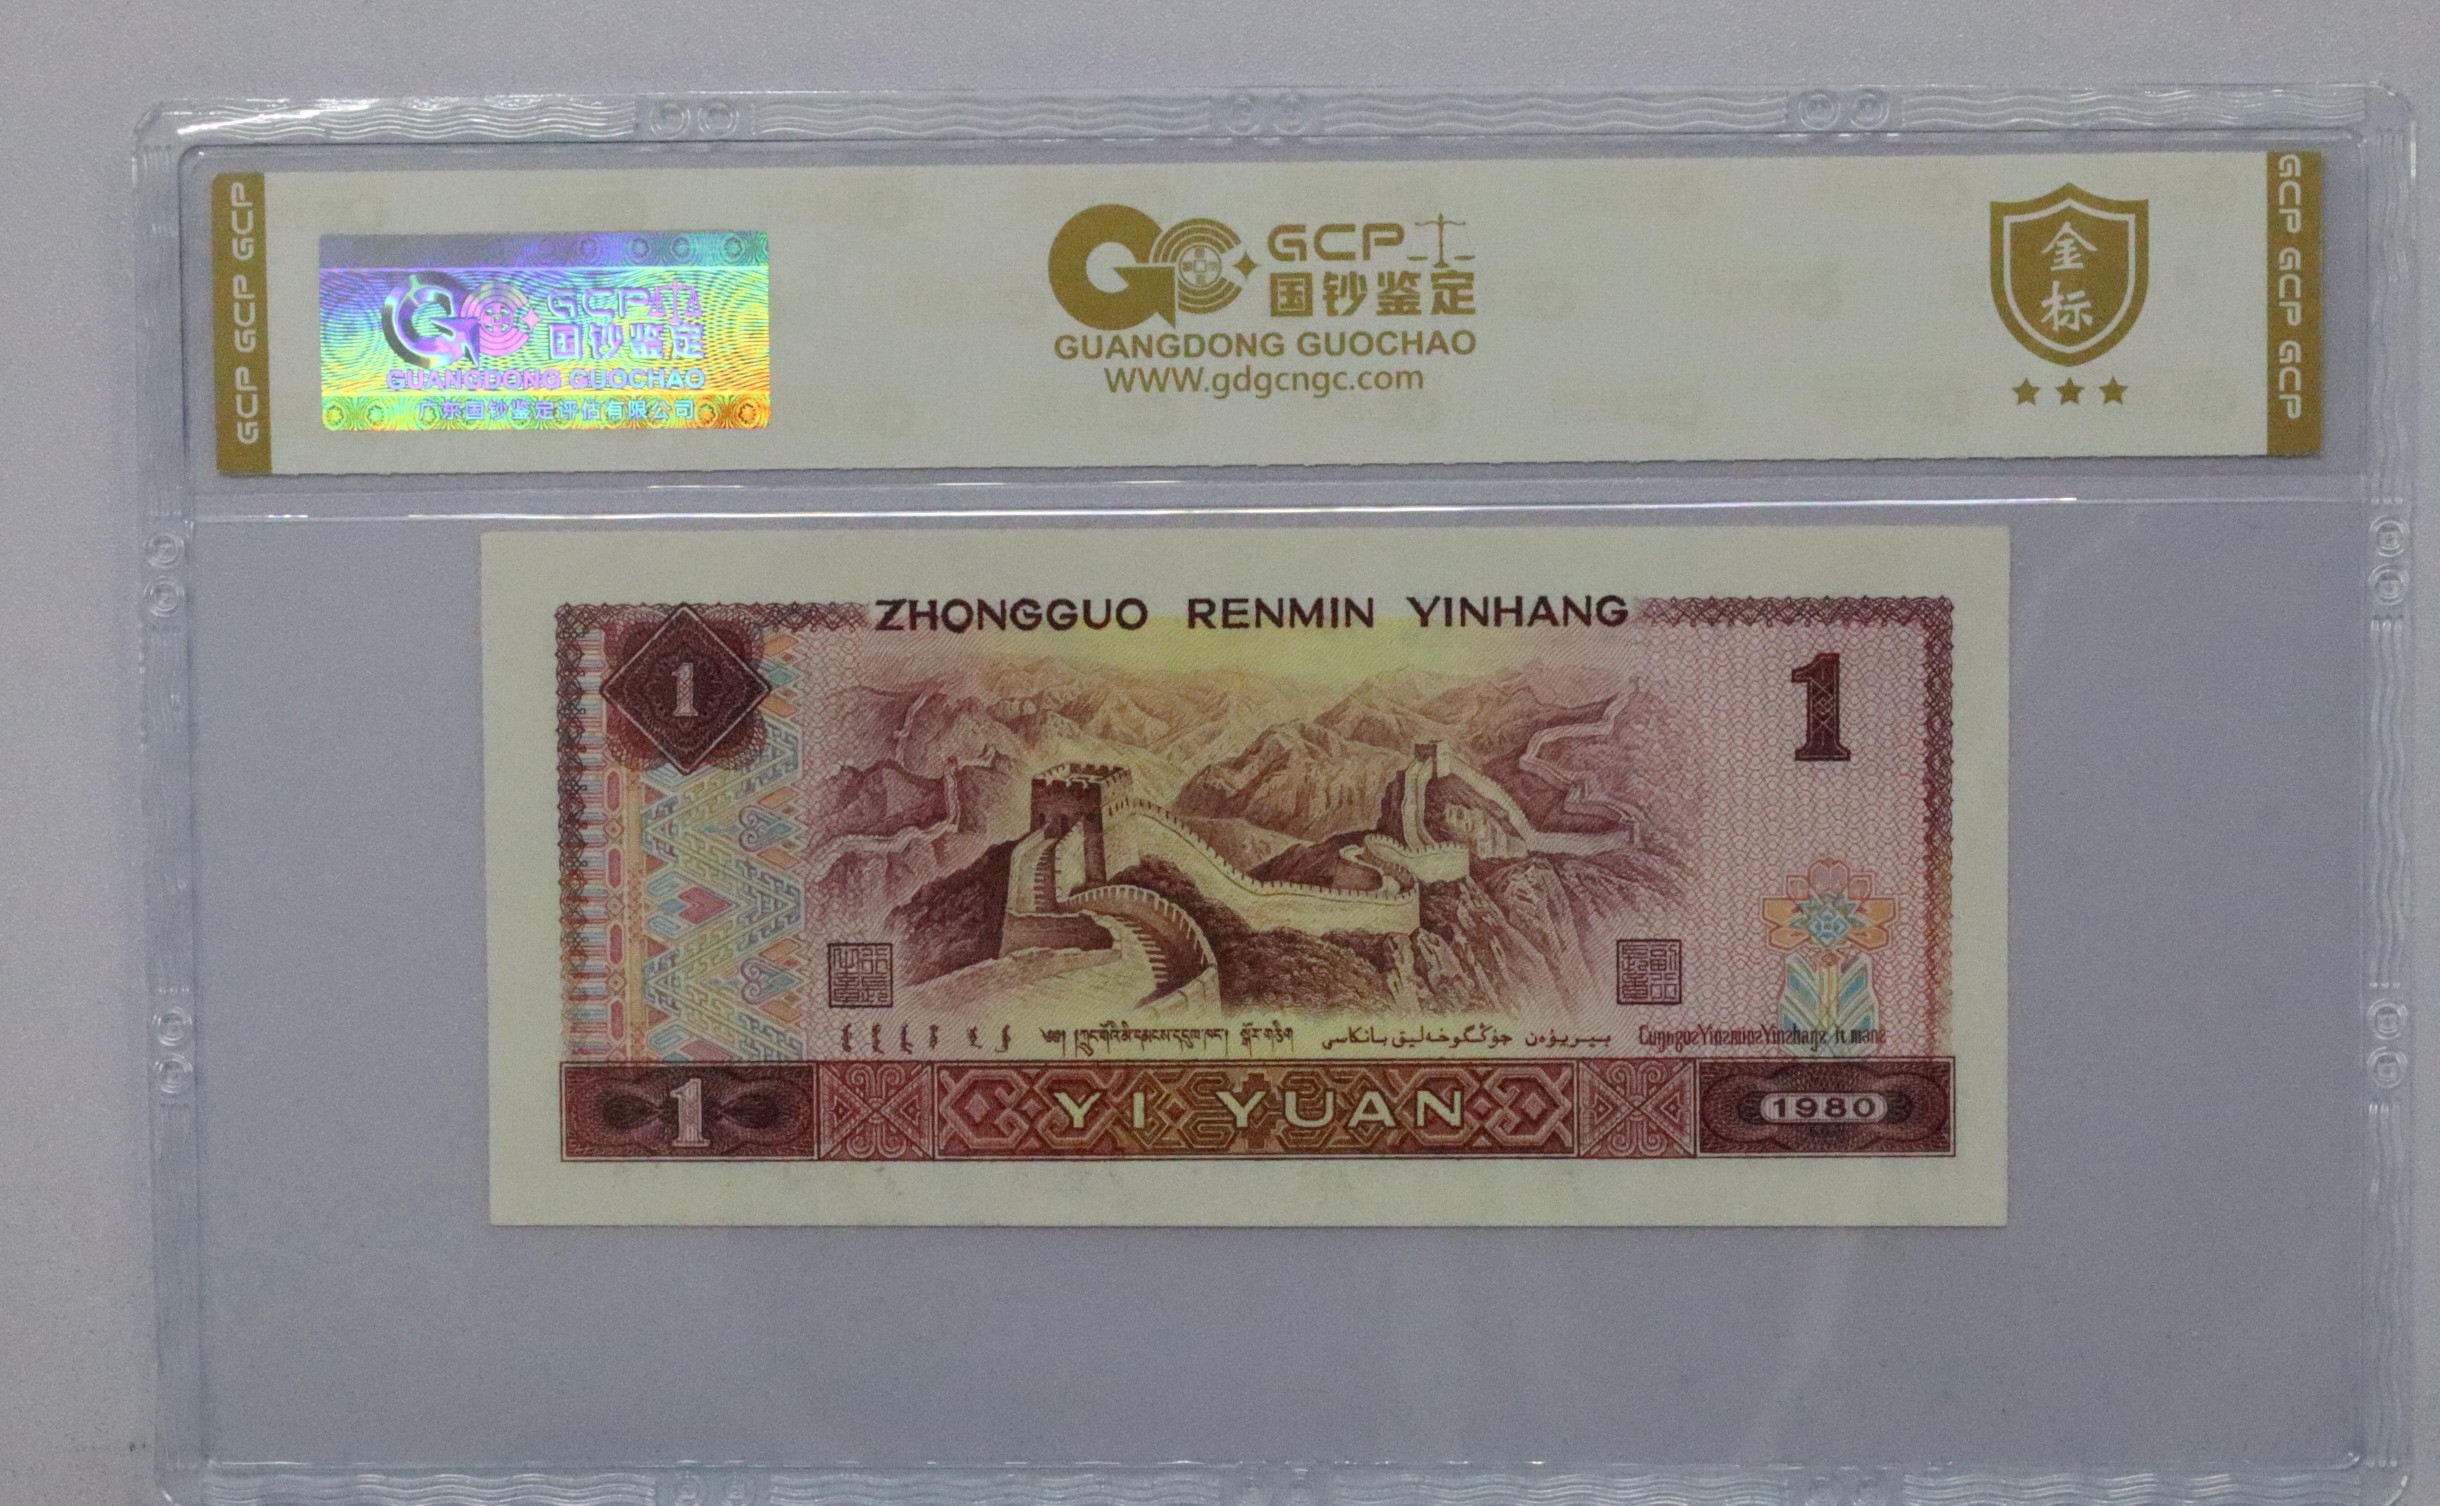 GCP GCP GCP
GCP
国钞鉴定
GUANGDONG GUOCHAO
广东国钞鉴定评估有限公司
GCP
国钞鉴定
GUANGDONG GUOCHAO
WWW.gdgcngc.com
金
标
GCP GCP GCP
ZHONGGUO RENMIN YINHANG
1
1
1
YI YUAN
1980